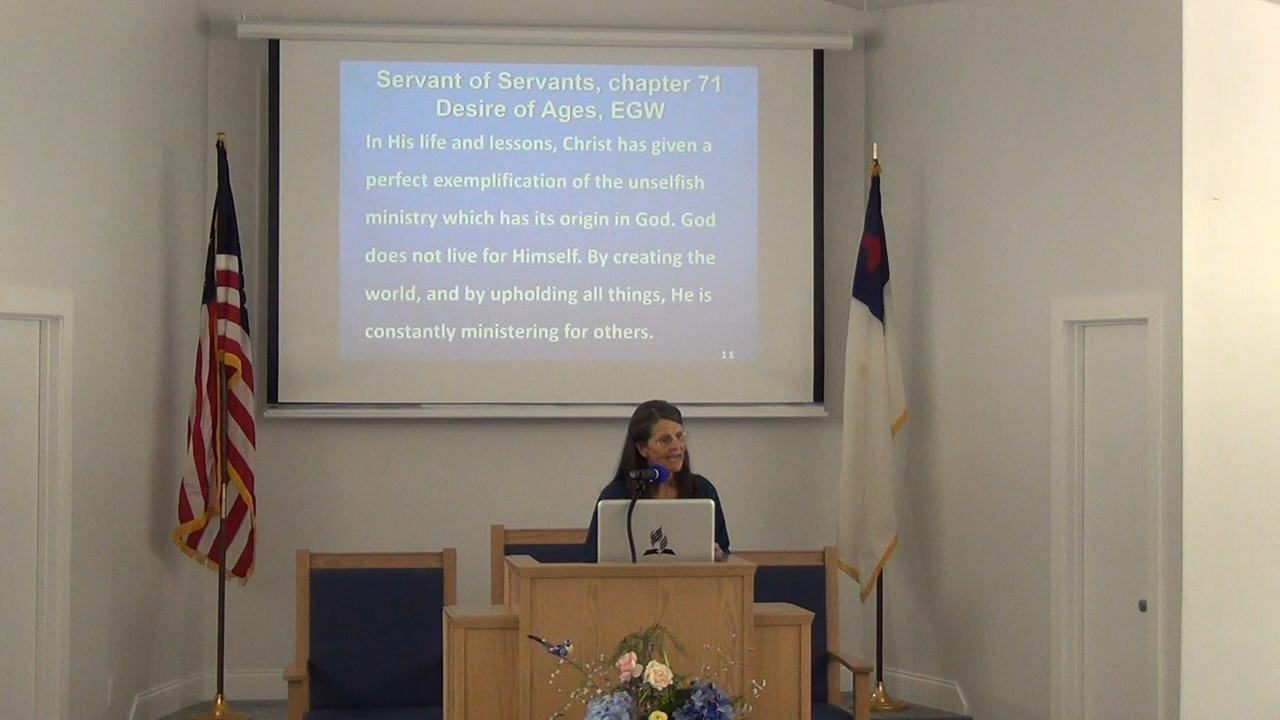 Servant of Servants, chapter 71
Desire of Ages, EGW
In His life and lessons, Christ has given a
perfect exemplification of the unselfish
ministry which has its origin in God. God
does not live for Himself. By creating the
world, and by upholding all things, He is
constantly ministering for others.
11